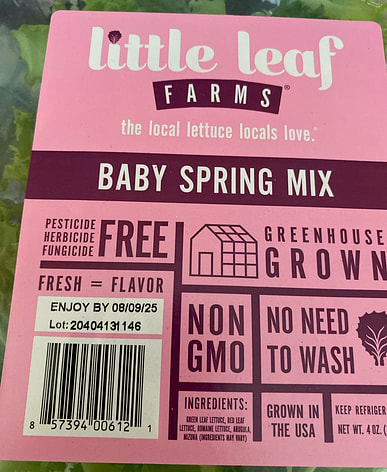 little leaf
FARMS®
the local lettuce locals love.®
BABY SPRING MIX
PESTICIDE
HERBICIDE
FUNGICIDE
FREE
FRESH = FLAVOR
GREENHOUSE
GROWN
ENJOY BY 08/09/25
Lot: 20404131146
8 57394 00612 1
NON
GMO
NO NEED
TO WASH
INGREDIENTS:
GREEN LEAF LETTUCE, RED LEAF
LETTUCE, ROMAINE LETTUCE, ARUGULA,
MIZUNA (INGREDIENTS MAY VARY)
GROWN IN
THE USA
KEEP REFRIGER
NET WT. 4 OZ. (